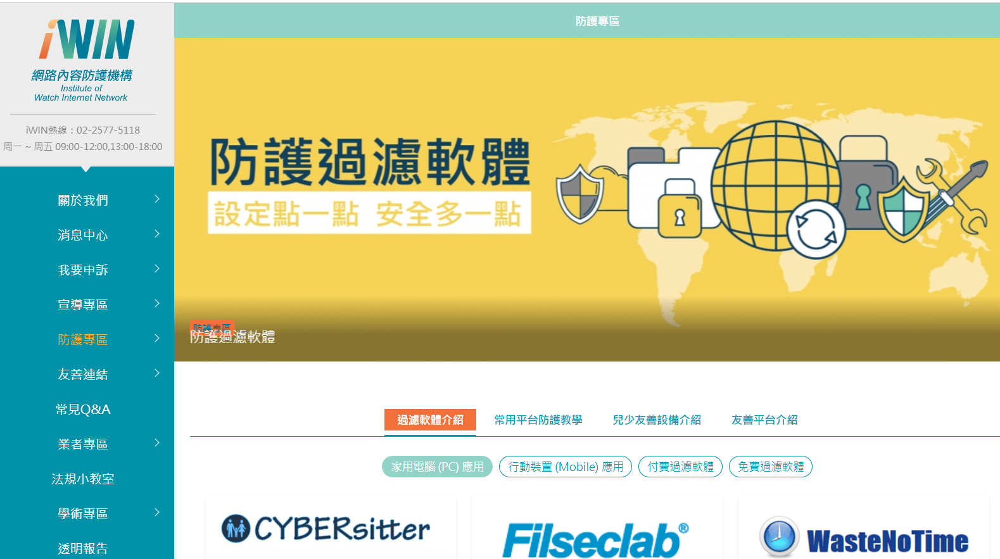 iWIN
網路內容防護機構
Institute of
Watch Internet Network
iWIN熱線：02-2577-5118
周一 ~ 周五 09:00-12:00,13:00-18:00
關於我們
消息中心
我要申訴
宣導專區
防護專區
友善連結
常見Q&A
業者專區
法規小教室
學術專區
透明報告
防護專區
防護過濾軟體
設定點一點 安全多一點
防護專區
防護過濾軟體
過濾軟體介紹 常用平台防護教學 兒少友善設備介紹 友善平台介紹
家用電腦 (PC) 應用 行動裝置 (Mobile) 應用 付費過濾軟體 免費過濾軟體
CYBERsitter Filseclab® WasteNoTime